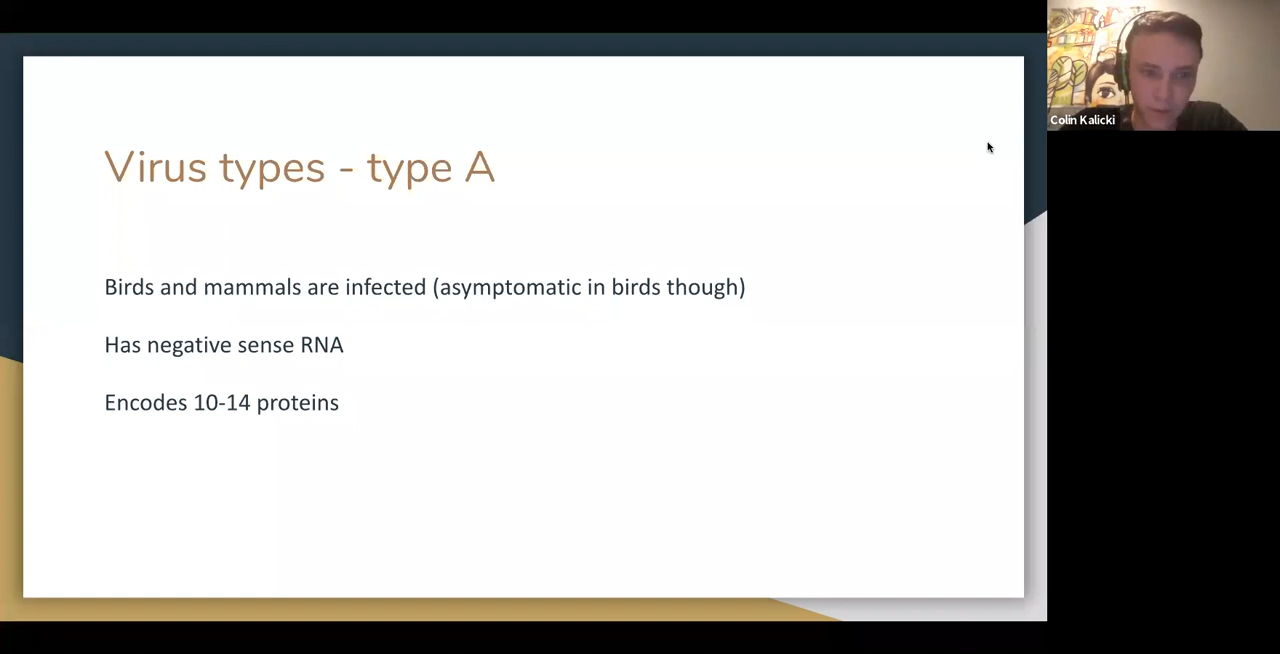 Virus types - type A
Birds and mammals are infected (asymptomatic in birds though)
Has negative sense RNA
Encodes 10-14 proteins
Colin Kalicki